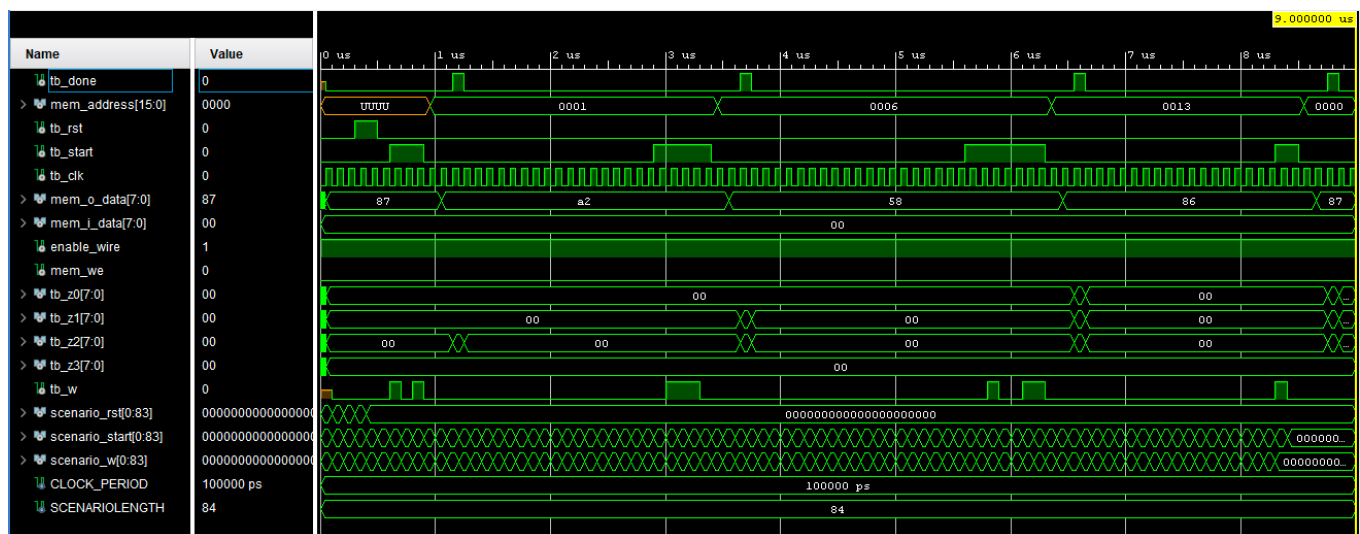 9.000000 us
Name Value
0 us 1 us 2 us 3 us 4 us 5 us 6 us 7 us 8 us
tb_done 0
mem_address[15:0] 0000 UUUU 0001 0006 0013 0000
tb_rst 0
tb_start 0
tb_clk 0
mem_o_data[7:0] 87 87 a2 58 86 87
mem_i_data[7:0] 00 00
enable_wire 1
mem_we 0
tb_z0[7:0] 00 00 00 ...
tb_z1[7:0] 00 00 00 00 ...
tb_z2[7:0] 00 00 00 00 00 ...
tb_z3[7:0] 00 00
tb_w 0
scenario_rst[0:83] 0000000000000000 000000000000000000000
scenario_start[0:83] 0000000000000000 000000...
scenario_w[0:83] 0000000000000000 00000000...
CLOCK_PERIOD 100000 ps 100000 ps
SCENARIOLENGTH 84 84